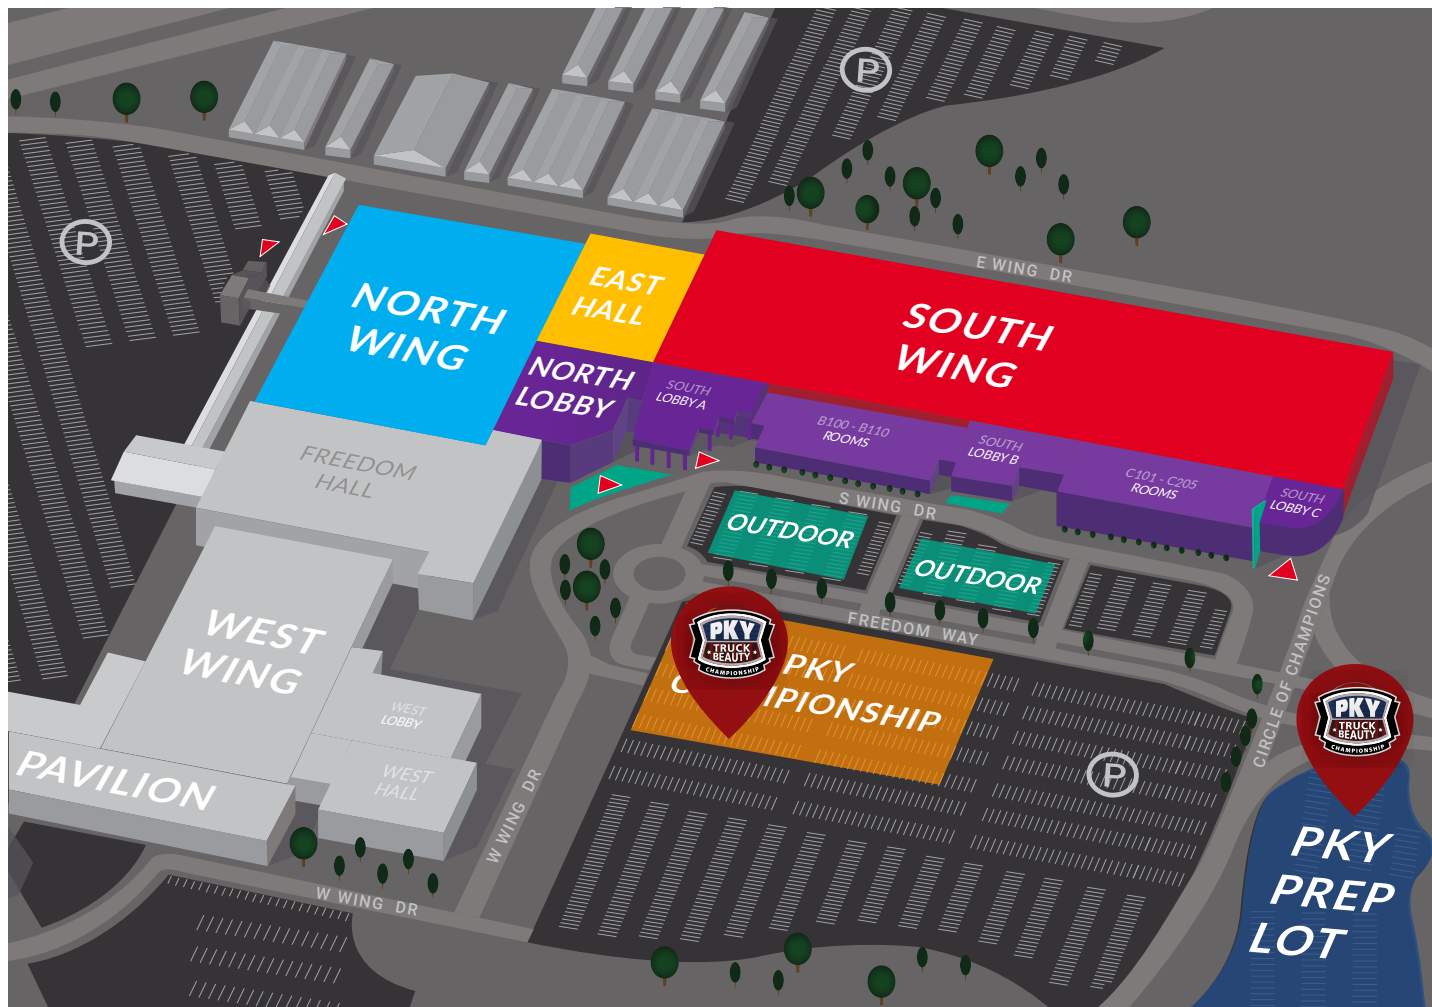 P
P
E WING DR
NORTH
WING
EAST
HALL
SOUTH
WING
NORTH
LOBBY
SOUTH
LOBBY A
B100 - B110
ROOMS
SOUTH
LOBBY B
C101 - C205
ROOMS
SOUTH
LOBBY C
FREEDOM
HALL
S WING DR
OUTDOOR
OUTDOOR
FREEDOM WAY
CIRCLE OF CHAMPIONS
WEST
WING
PKY
TRUCK
BEAUTY
CHAMPIONSHIP
PKY
C
IPIONSHIP
WEST
LOBBY
WEST
HALL
PAVILION
W WING DR
W WING DR
P
PKY
TRUCK
BEAUTY
CHAMPIONSHIP
PKY
PREP
LOT